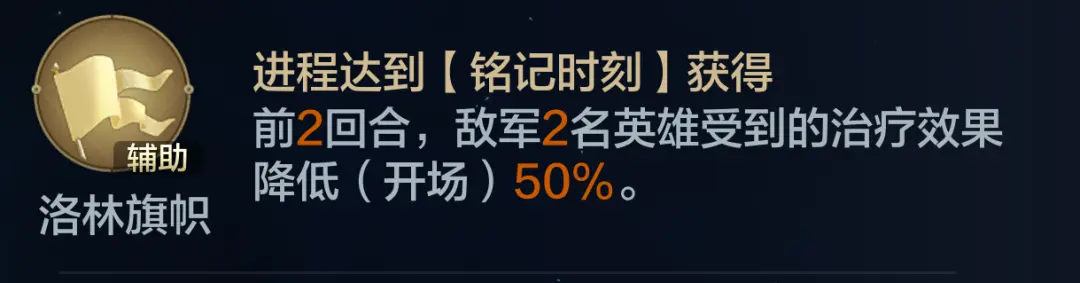 进程达到【铭记时刻】获得
前2回合，敌军2名英雄受到的治疗效果
降低（开场）50%。
辅助
洛林旗帜